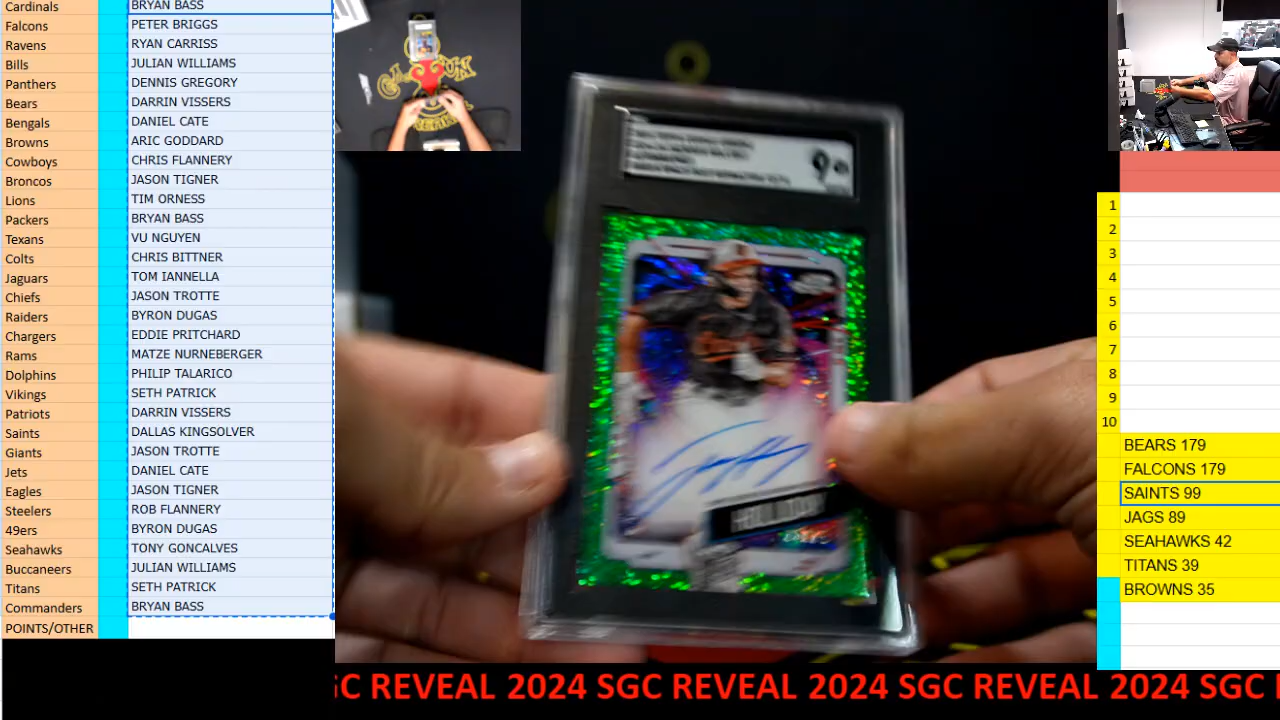 Cardinals BRYAN BASS
Falcons PETER BRIGGS
Ravens RYAN CARRISS
Bills JULIAN WILLIAMS
Panthers DENNIS GREGORY
Bears DARRIN VISSERS
Bengals DANIEL CATE
Browns ARIC GODDARD
Cowboys CHRIS FLANNERY
Broncos JASON TIGNER
Lions TIM ORNESS
Packers BRYAN BASS
Texans VU NGUYEN
Colts CHRIS BITTNER
Jaguars TOM IANNELLA
Chiefs JASON TROTTE
Raiders BYRON DUGAS
Chargers EDDIE PRITCHARD
Rams MATZE NURNEBERGER
Dolphins PHILIP TALARICO
Vikings SETH PATRICK
Patriots DARRIN VISSERS
Saints DALLAS KINGSOLVER
Giants JASON TROTTE
Jets DANIEL CATE
Eagles JASON TIGNER
Steelers ROB FLANNERY
49ers BYRON DUGAS
Seahawks TONY GONCALVES
Buccaneers JULIAN WILLIAMS
Titans SETH PATRICK
Commanders BRYAN BASS
POINTS/OTHER
9
HOLLIDAY
1
2
3
4
5
6
7
8
9
10
BEARS 179
FALCONS 179
SAINTS 99
JAGS 89
SEAHAWKS 42
TITANS 39
BROWNS 35
GC REVEAL 2024 SGC REVEAL 2024 SGC REVEAL 2024 SGC